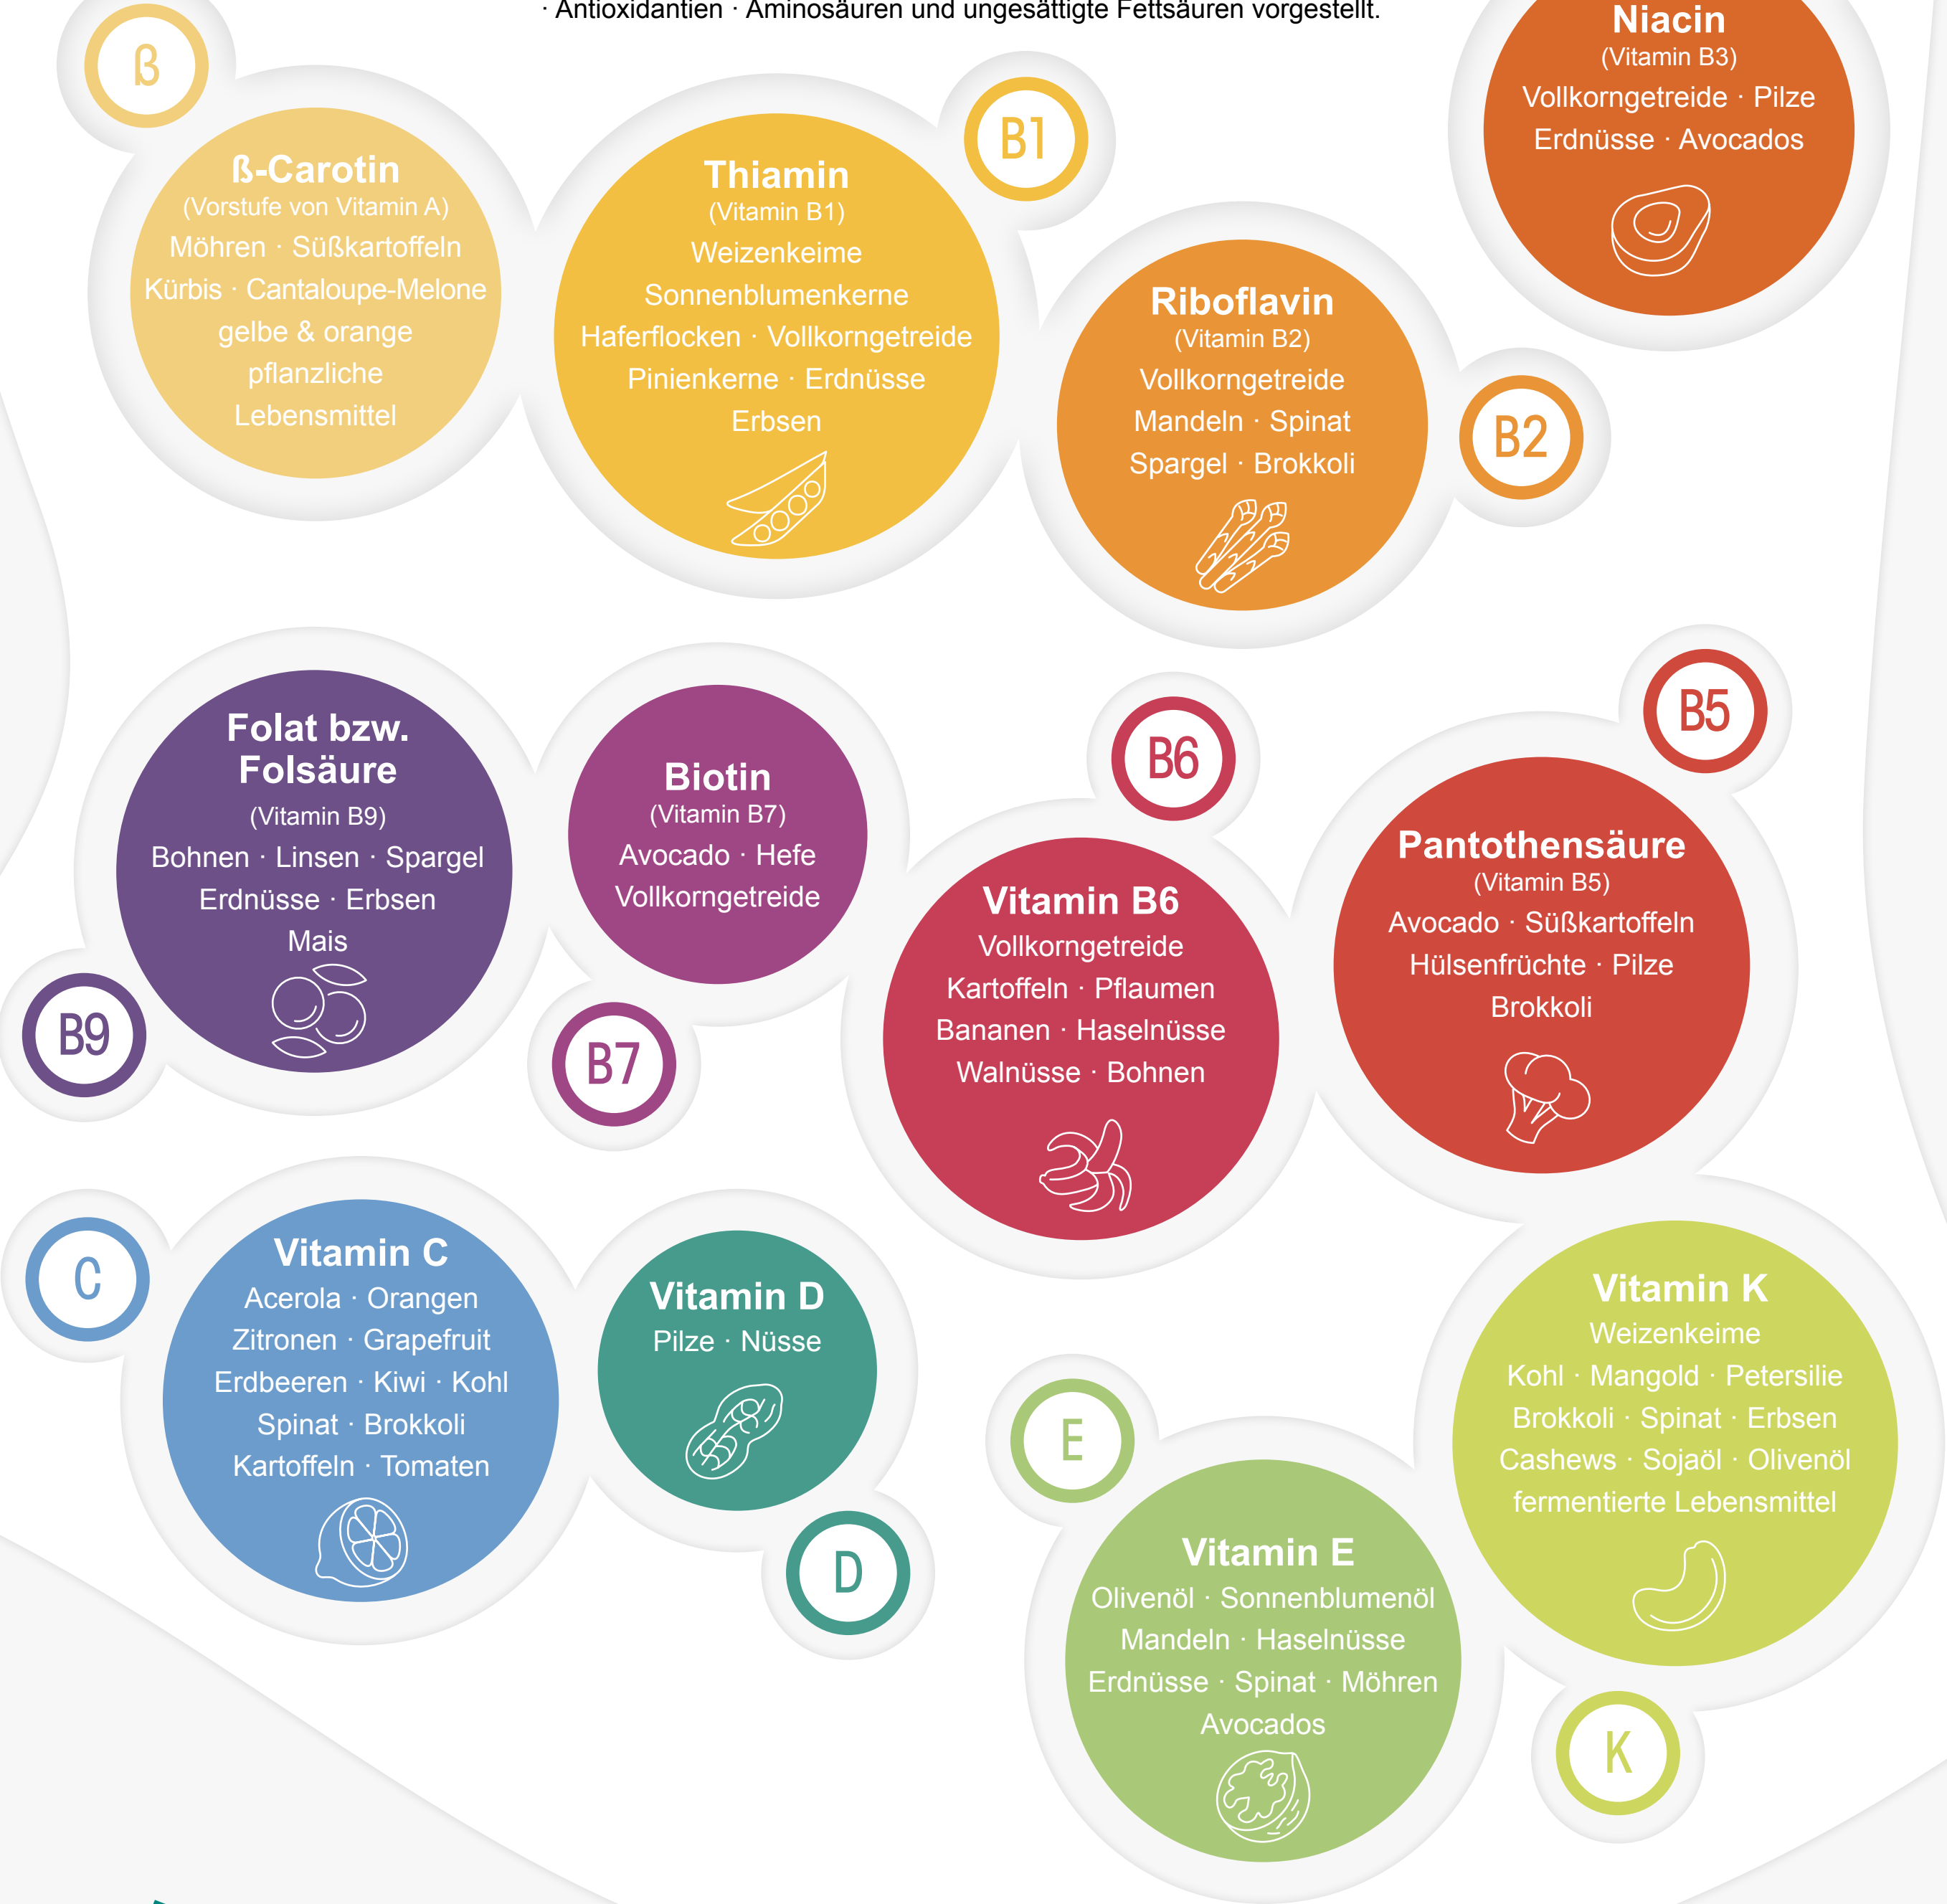 · Antioxidantien · Aminosäuren und ungesättigte Fettsäuren vorgestellt.
ß
ß-Carotin
(Vorstufe von Vitamin A)
Möhren · Süßkartoffeln
Kürbis · Cantaloupe-Melone
gelbe & orange
pflanzliche
Lebensmittel
B1
Thiamin
(Vitamin B1)
Weizenkeime
Sonnenblumenkerne
Haferflocken · Vollkorngetreide
Pinienkerne · Erdnüsse
Erbsen
B2
Riboflavin
(Vitamin B2)
Vollkorngetreide
Mandeln · Spinat
Spargel · Brokkoli
Niacin
(Vitamin B3)
Vollkorngetreide · Pilze
Erdnüsse · Avocados
B9
Folat bzw.
Folsäure
(Vitamin B9)
Bohnen · Linsen · Spargel
Erdnüsse · Erbsen
Mais
B7
Biotin
(Vitamin B7)
Avocado · Hefe
Vollkorngetreide
B6
Vitamin B6
Vollkorngetreide
Kartoffeln · Pflaumen
Bananen · Haselnüsse
Walnüsse · Bohnen
B5
Pantothensäure
(Vitamin B5)
Avocado · Süßkartoffeln
Hülsenfrüchte · Pilze
Brokkoli
C
Vitamin C
Acerola · Orangen
Zitronen · Grapefruit
Erdbeeren · Kiwi · Kohl
Spinat · Brokkoli
Kartoffeln · Tomaten
D
Vitamin D
Pilze · Nüsse
E
Vitamin E
Olivenöl · Sonnenblumenöl
Mandeln · Haselnüsse
Erdnüsse · Spinat · Möhren
Avocados
K
Vitamin K
Weizenkeime
Kohl · Mangold · Petersilie
Brokkoli · Spinat · Erbsen
Cashews · Sojaöl · Olivenöl
fermentierte Lebensmittel